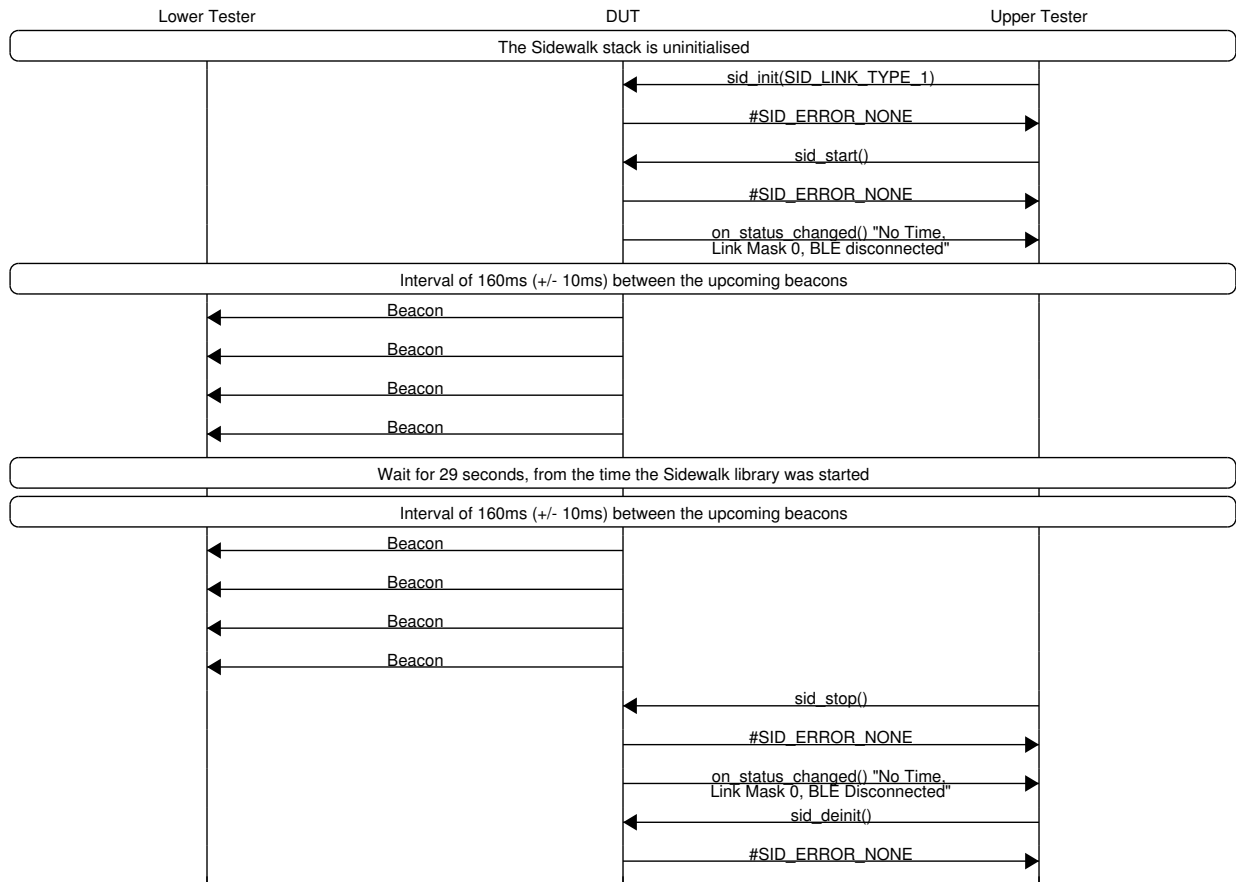 Lower Tester DUT Upper Tester
The Sidewalk stack is uninitialised
sid_init(SID_LINK_TYPE_1)
#SID_ERROR_NONE
sid_start()
#SID_ERROR_NONE
on_status_changed() "No Time,
Link Mask 0, BLE disconnected"
Interval of 160ms (+/- 10ms) between the upcoming beacons
Beacon
Beacon
Beacon
Beacon
Wait for 29 seconds, from the time the Sidewalk library was started
Interval of 160ms (+/- 10ms) between the upcoming beacons
Beacon
Beacon
Beacon
Beacon
sid_stop()
#SID_ERROR_NONE
on_status_changed() "No Time,
Link Mask 0, BLE Disconnected"
sid_deinit()
#SID_ERROR_NONE